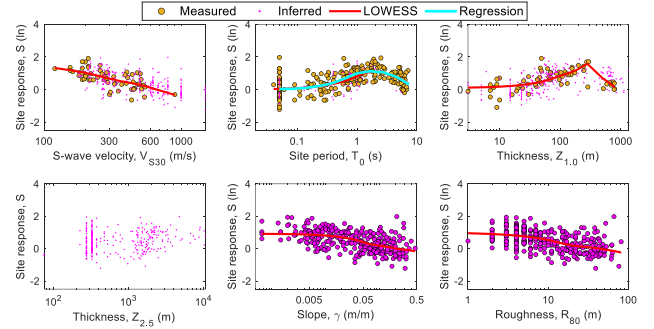 Measured Inferred LOWESS Regression
4
2
0
-2
100 300 600 1000
Site response, S (ln)
S-wave velocity, V_S30 (m/s)
4
2
0
-2
0.1 1 10
Site response, S (ln)
Site period, T_0 (s)
4
2
0
-2
10 100 1000
Site response, S (ln)
Thickness, Z_1.0 (m)
4
2
0
-2
10^2 10^3 10^4
Site response, S
Thickness, Z_2.5 (m)
4
2
0
-2
0.005 0.05 0.5
Site response, S (ln)
Slope, γ (m/m)
4
2
0
-2
1 10 100
Site response, S (ln)
Roughness, R_80 (m)